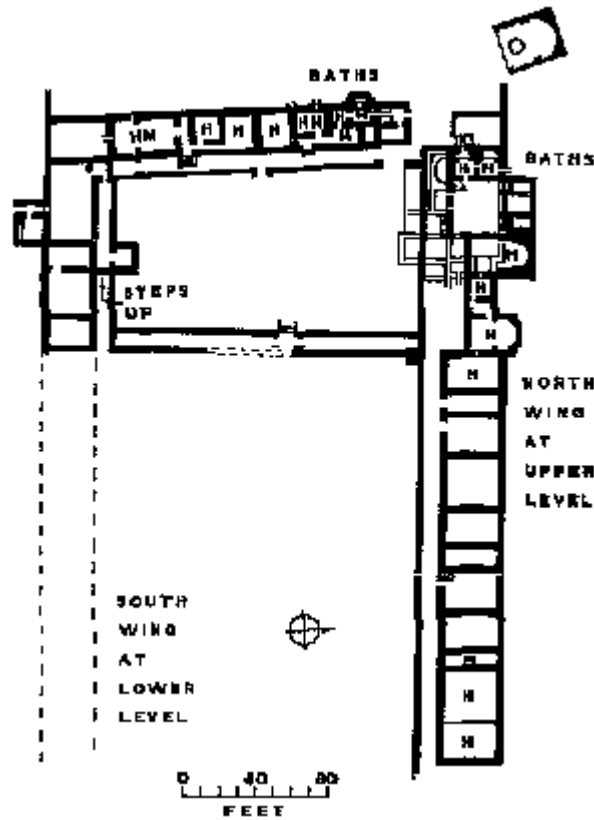 BATHS
HM
H
H
H
HH
H
H
H
H
BATHS
H
H
STEPS
UP
H
H
NORTH
WING
AT
UPPER
LEVEL
SOUTH
WING
AT
LOWER
LEVEL
H
H
H
0 40 80
FEET